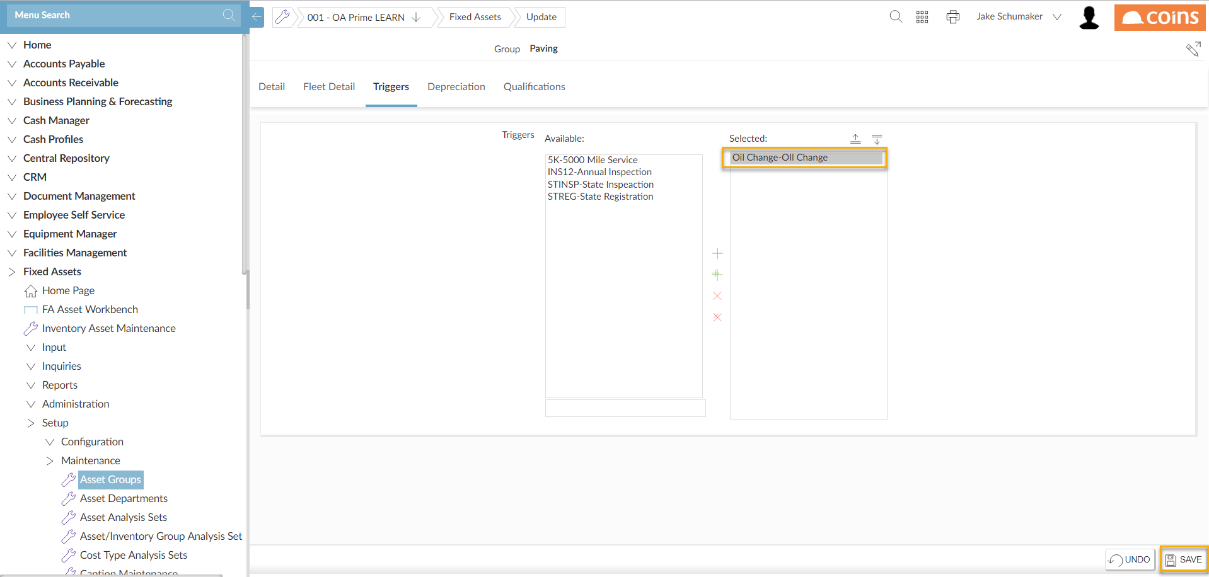 Menu Search
001 - OA Prime LEARN
Fixed Assets
Update
Jake Schumaker
coins
Group Paving
Detail
Fleet Detail
Triggers
Depreciation
Qualifications
Home
Accounts Payable
Accounts Receivable
Business Planning & Forecasting
Cash Manager
Cash Profiles
Central Repository
CRM
Document Management
Employee Self Service
Equipment Manager
Facilities Management
Fixed Assets
Home Page
FA Asset Workbench
Inventory Asset Maintenance
Input
Inquiries
Reports
Administration
Setup
Configuration
Maintenance
Asset Groups
Asset Departments
Asset Analysis Sets
Asset/Inventory Group Analysis Set
Cost Type Analysis Sets
Caption Maintenance
Triggers
Available:
5K-5000 Mile Service
INS12-Annual Inspection
STINSP-State Inspeaction
STREG-State Registration
Selected:
Oil Change-OIl Change
UNDO
SAVE